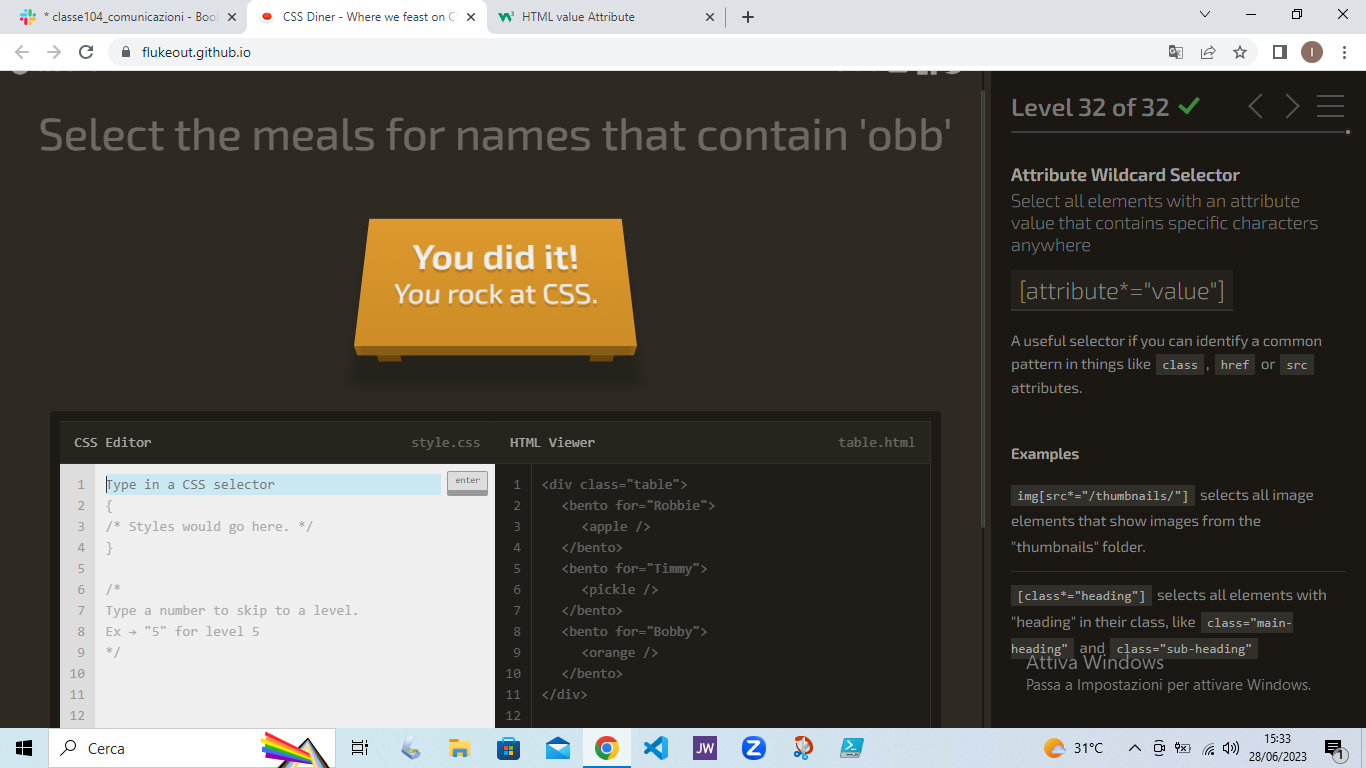 * classe104_comunicazioni - Bool
CSS Diner - Where we feast on C
HTML value Attribute
flukeout.github.io
I
Select the meals for names that contain 'obb'
You did it!
You rock at CSS.
CSS Editor
style.css
1 Type in a CSS selector
enter
2 {
3 /* Styles would go here. */
4 }
5
6 /*
7 Type a number to skip to a level.
8 Ex → "5" for level 5
9 */
10
11
12
HTML Viewer
table.html
1 <div class="table">
2 <bento for="Robbie">
3 <apple />
4 </bento>
5 <bento for="Timmy">
6 <pickle />
7 </bento>
8 <bento for="Bobby">
9 <orange />
10 </bento>
11 </div>
12
Level 32 of 32
Attribute Wildcard Selector
Select all elements with an attribute
value that contains specific characters
anywhere
[attribute*="value"]
A useful selector if you can identify a common
pattern in things like class, href or src
attributes.
Examples
img[src*="/thumbnails/"] selects all image
elements that show images from the
"thumbnails" folder.
[class*="heading"] selects all elements with
"heading" in their class, like class="main-
heading" and class="sub-heading"
Attiva Windows
Passa a Impostazioni per attivare Windows.
Cerca
JW
Z
31°C
15:33
28/06/2023
1